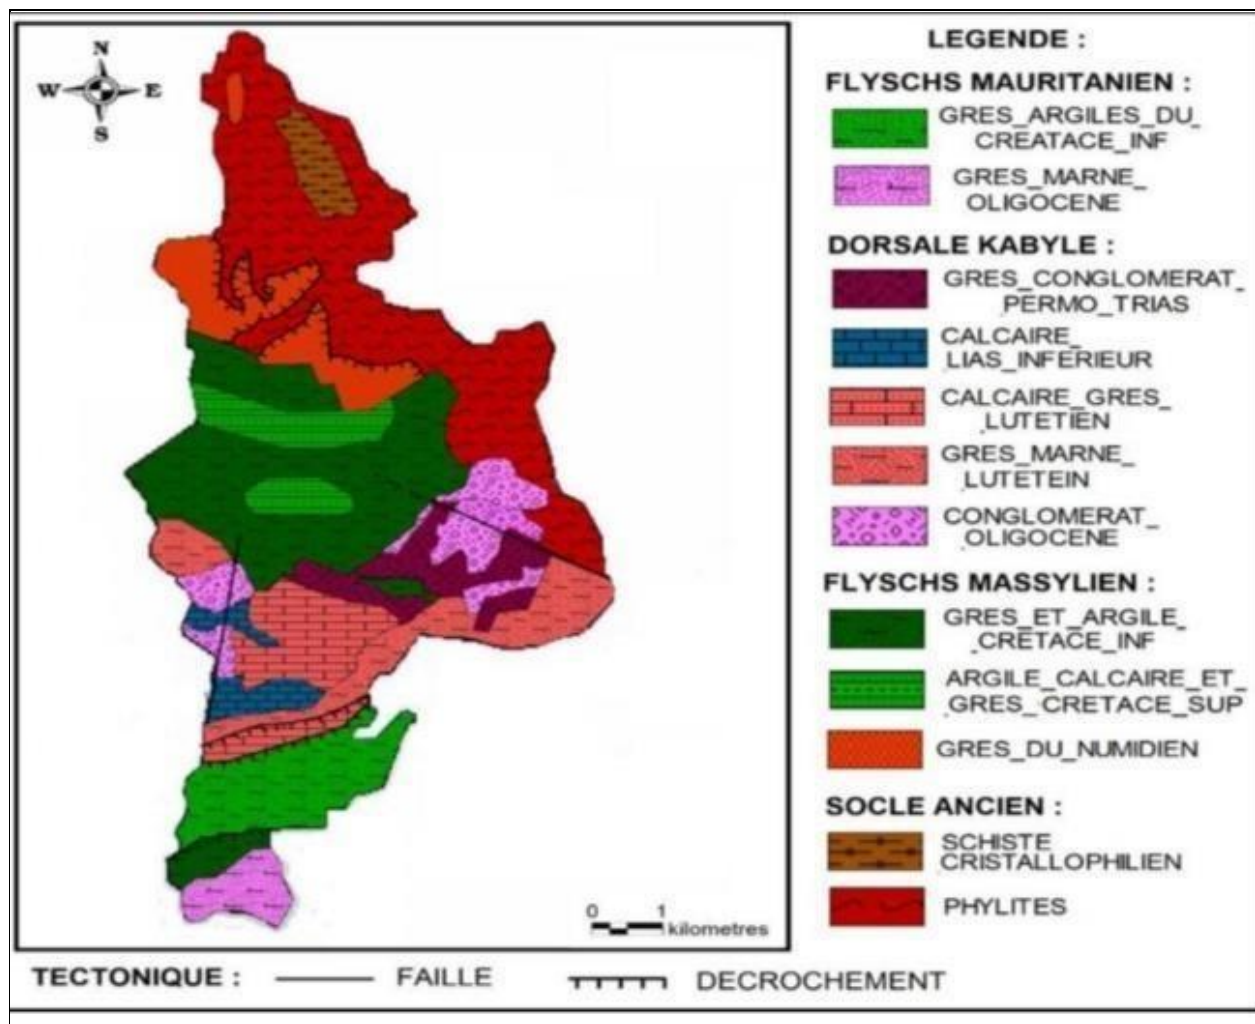 N
W E
S
LEGENDE :
FLYSCHS MAURITANIEN :
GRES_ARGILES_DU_
CREATACE_INF
GRES_MARNE_
OLIGOCENE
DORSALE KABYLE :
GRES_CONGLOMERAT_
PERMO_TRIAS
CALCAIRE_
LIAS_INFERIEUR
CALCAIRE_GRES_
LUTETIEN
GRES_MARNE_
LUTETEIN
CONGLOMERAT_
OLIGOCENE
FLYSCHS MASSYLIEN :
GRES_ET_ARGILE_
CRETACE_INF
ARGILE_CALCAIRE_ET_
GRES_CRETACE_SUP
GRES_DU_NUMIDIEN
SOCLE ANCIEN :
SCHISTE_
CRISTALLOPHILIEN
PHYLITES
0 1
kilometres
TECTONIQUE : FAILLE DECROCHEMENT